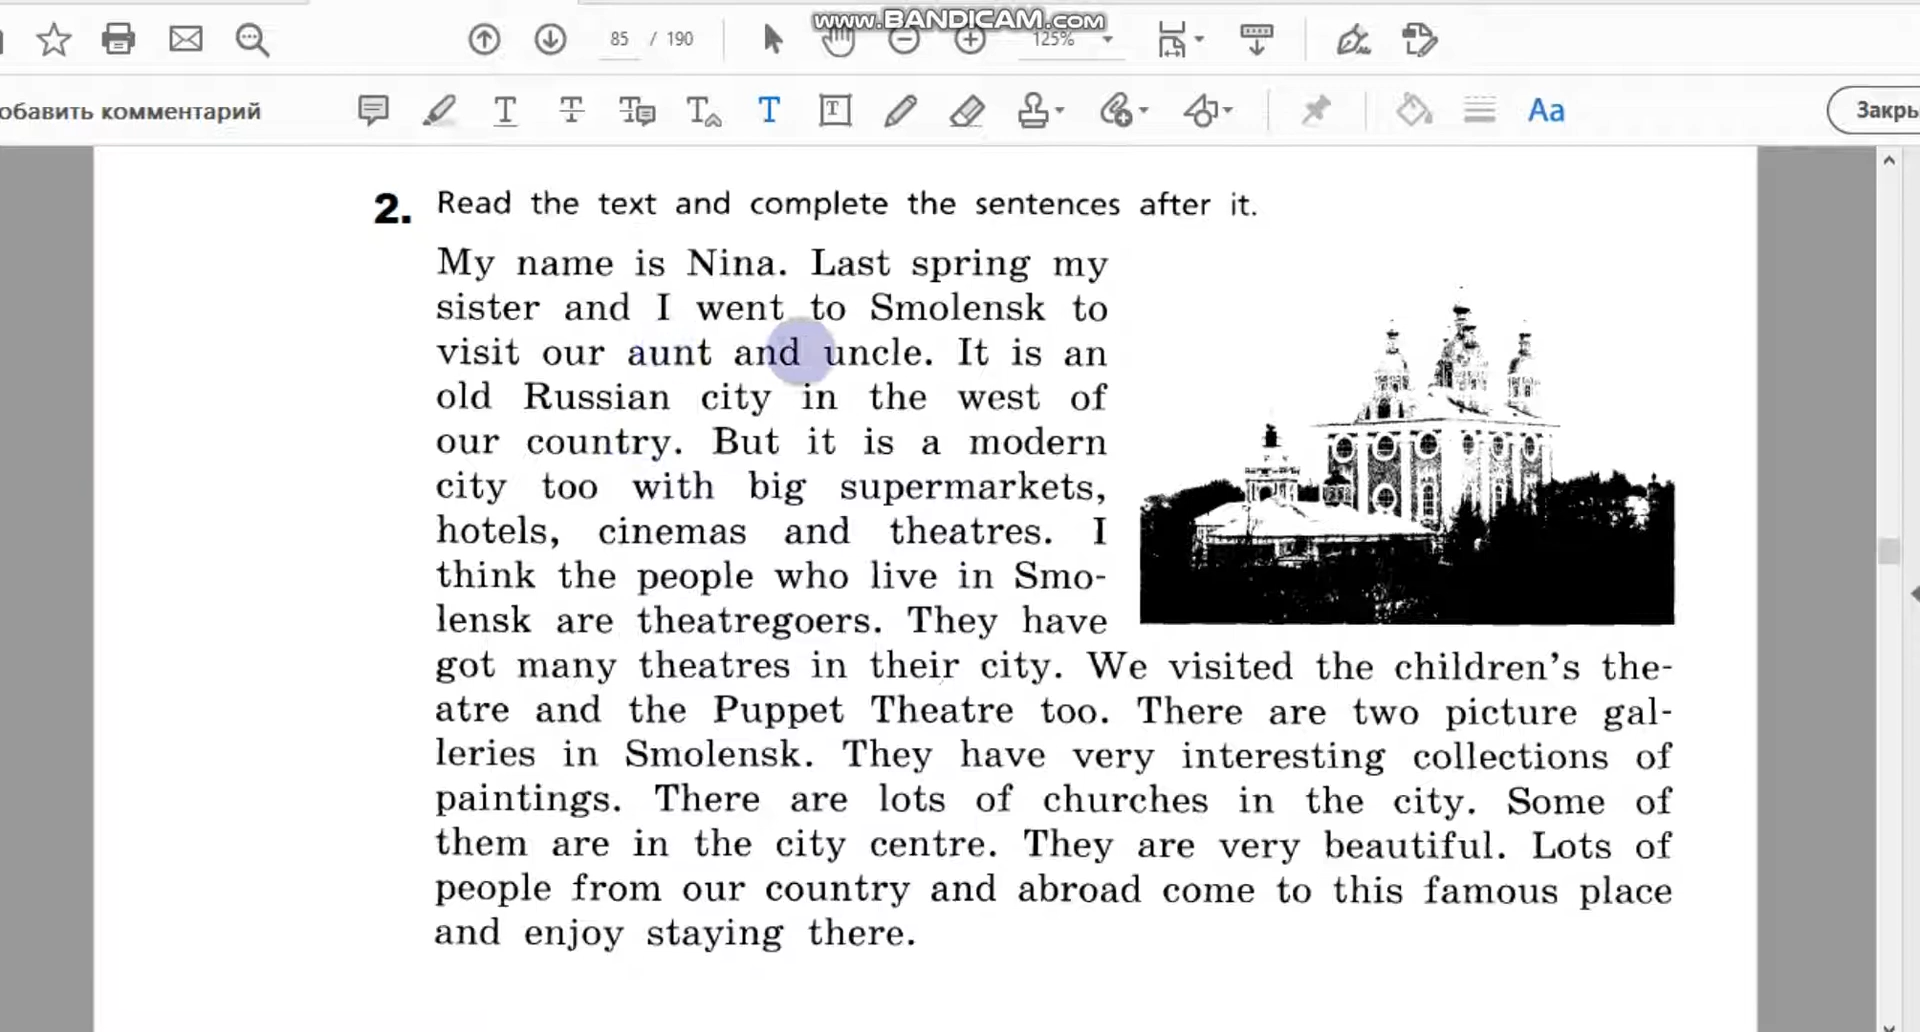 www.BANDICAM.com
85 / 190
125%
обавить комментарий
Aa
Закры
2. Read the text and complete the sentences after it.
My name is Nina. Last spring my
sister and I went to Smolensk to
visit our aunt and uncle. It is an
old Russian city in the west of
our country. But it is a modern
city too with big supermarkets,
hotels, cinemas and theatres. I
think the people who live in Smo-
lensk are theatregoers. They have
got many theatres in their city. We visited the children's the-
atre and the Puppet Theatre too. There are two picture gal-
leries in Smolensk. They have very interesting collections of
paintings. There are lots of churches in the city. Some of
them are in the city centre. They are very beautiful. Lots of
people from our country and abroad come to this famous place
and enjoy staying there.